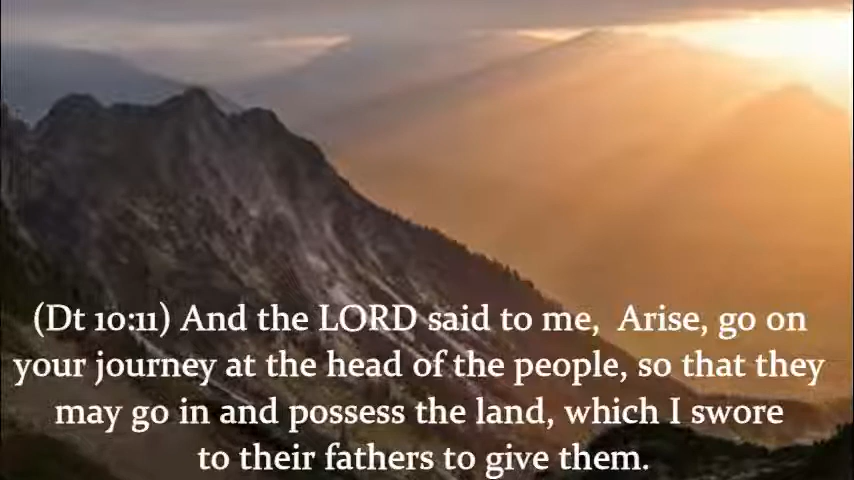 (Dt 10:11) And the LORD said to me,  Arise, go on
your journey at the head of the people, so that they
may go in and possess the land, which I swore
to their fathers to give them.